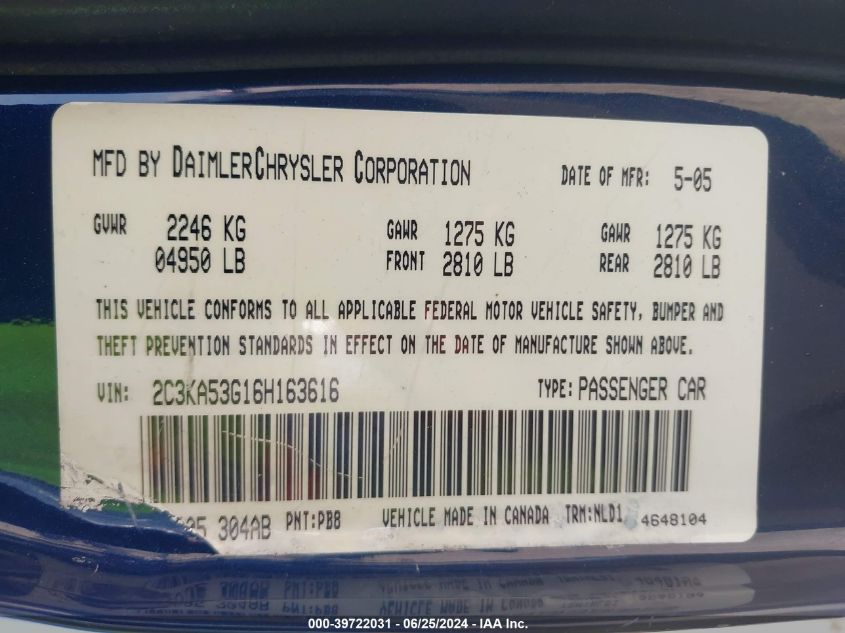 MFD BY DAIMLERCHRYSLER CORPORATION DATE OF MFR: 5-05
GVWR 2246 KG GAWR 1275 KG GAWR 1275 KG
04950 LB FRONT 2810 LB REAR 2810 LB
THIS VEHICLE CONFORMS TO ALL APPLICABLE FEDERAL MOTOR VEHICLE SAFETY, BUMPER AND
THEFT PREVENTION STANDARDS IN EFFECT ON THE DATE OF MANUFACTURE SHOWN ABOVE.
VIN: 2C3KA53G16H163616 TYPE: PASSENGER CAR
304AB PNT:PB8 VEHICLE MADE IN CANADA TRM:NLD1 4648104
000-39722031 - 06/25/2024 - IAA Inc.